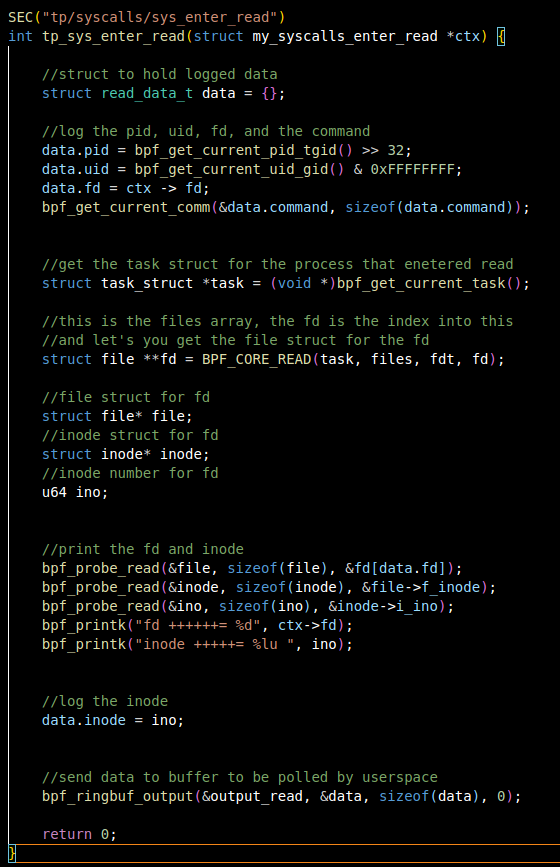 SEC("tp/syscalls/sys_enter_read")
int tp_sys_enter_read(struct my_syscalls_enter_read *ctx) {
//struct to hold logged data
struct read_data_t data = {};
//log the pid, uid, fd, and the command
data.pid = bpf_get_current_pid_tgid() >> 32;
data.uid = bpf_get_current_uid_gid() & 0xFFFFFFFF;
data.fd = ctx -> fd;
bpf_get_current_comm(&data.command, sizeof(data.command));
//get the task struct for the process that enetered read
struct task_struct *task = (void *)bpf_get_current_task();
//this is the files array, the fd is the index into this
//and let's you get the file struct for the fd
struct file **fd = BPF_CORE_READ(task, files, fdt, fd);
//file struct for fd
struct file* file;
//inode struct for fd
struct inode* inode;
//inode number for fd
u64 ino;
//print the fd and inode
bpf_probe_read(&file, sizeof(file), &fd[data.fd]);
bpf_probe_read(&inode, sizeof(inode), &file->f_inode);
bpf_probe_read(&ino, sizeof(ino), &inode->i_ino);
bpf_printk("fd ++++++= %d", ctx->fd);
bpf_printk("inode +++++= %lu ", ino);
//log the inode
data.inode = ino;
//send data to buffer to be polled by userspace
bpf_ringbuf_output(&output_read, &data, sizeof(data), 0);
return 0;
}